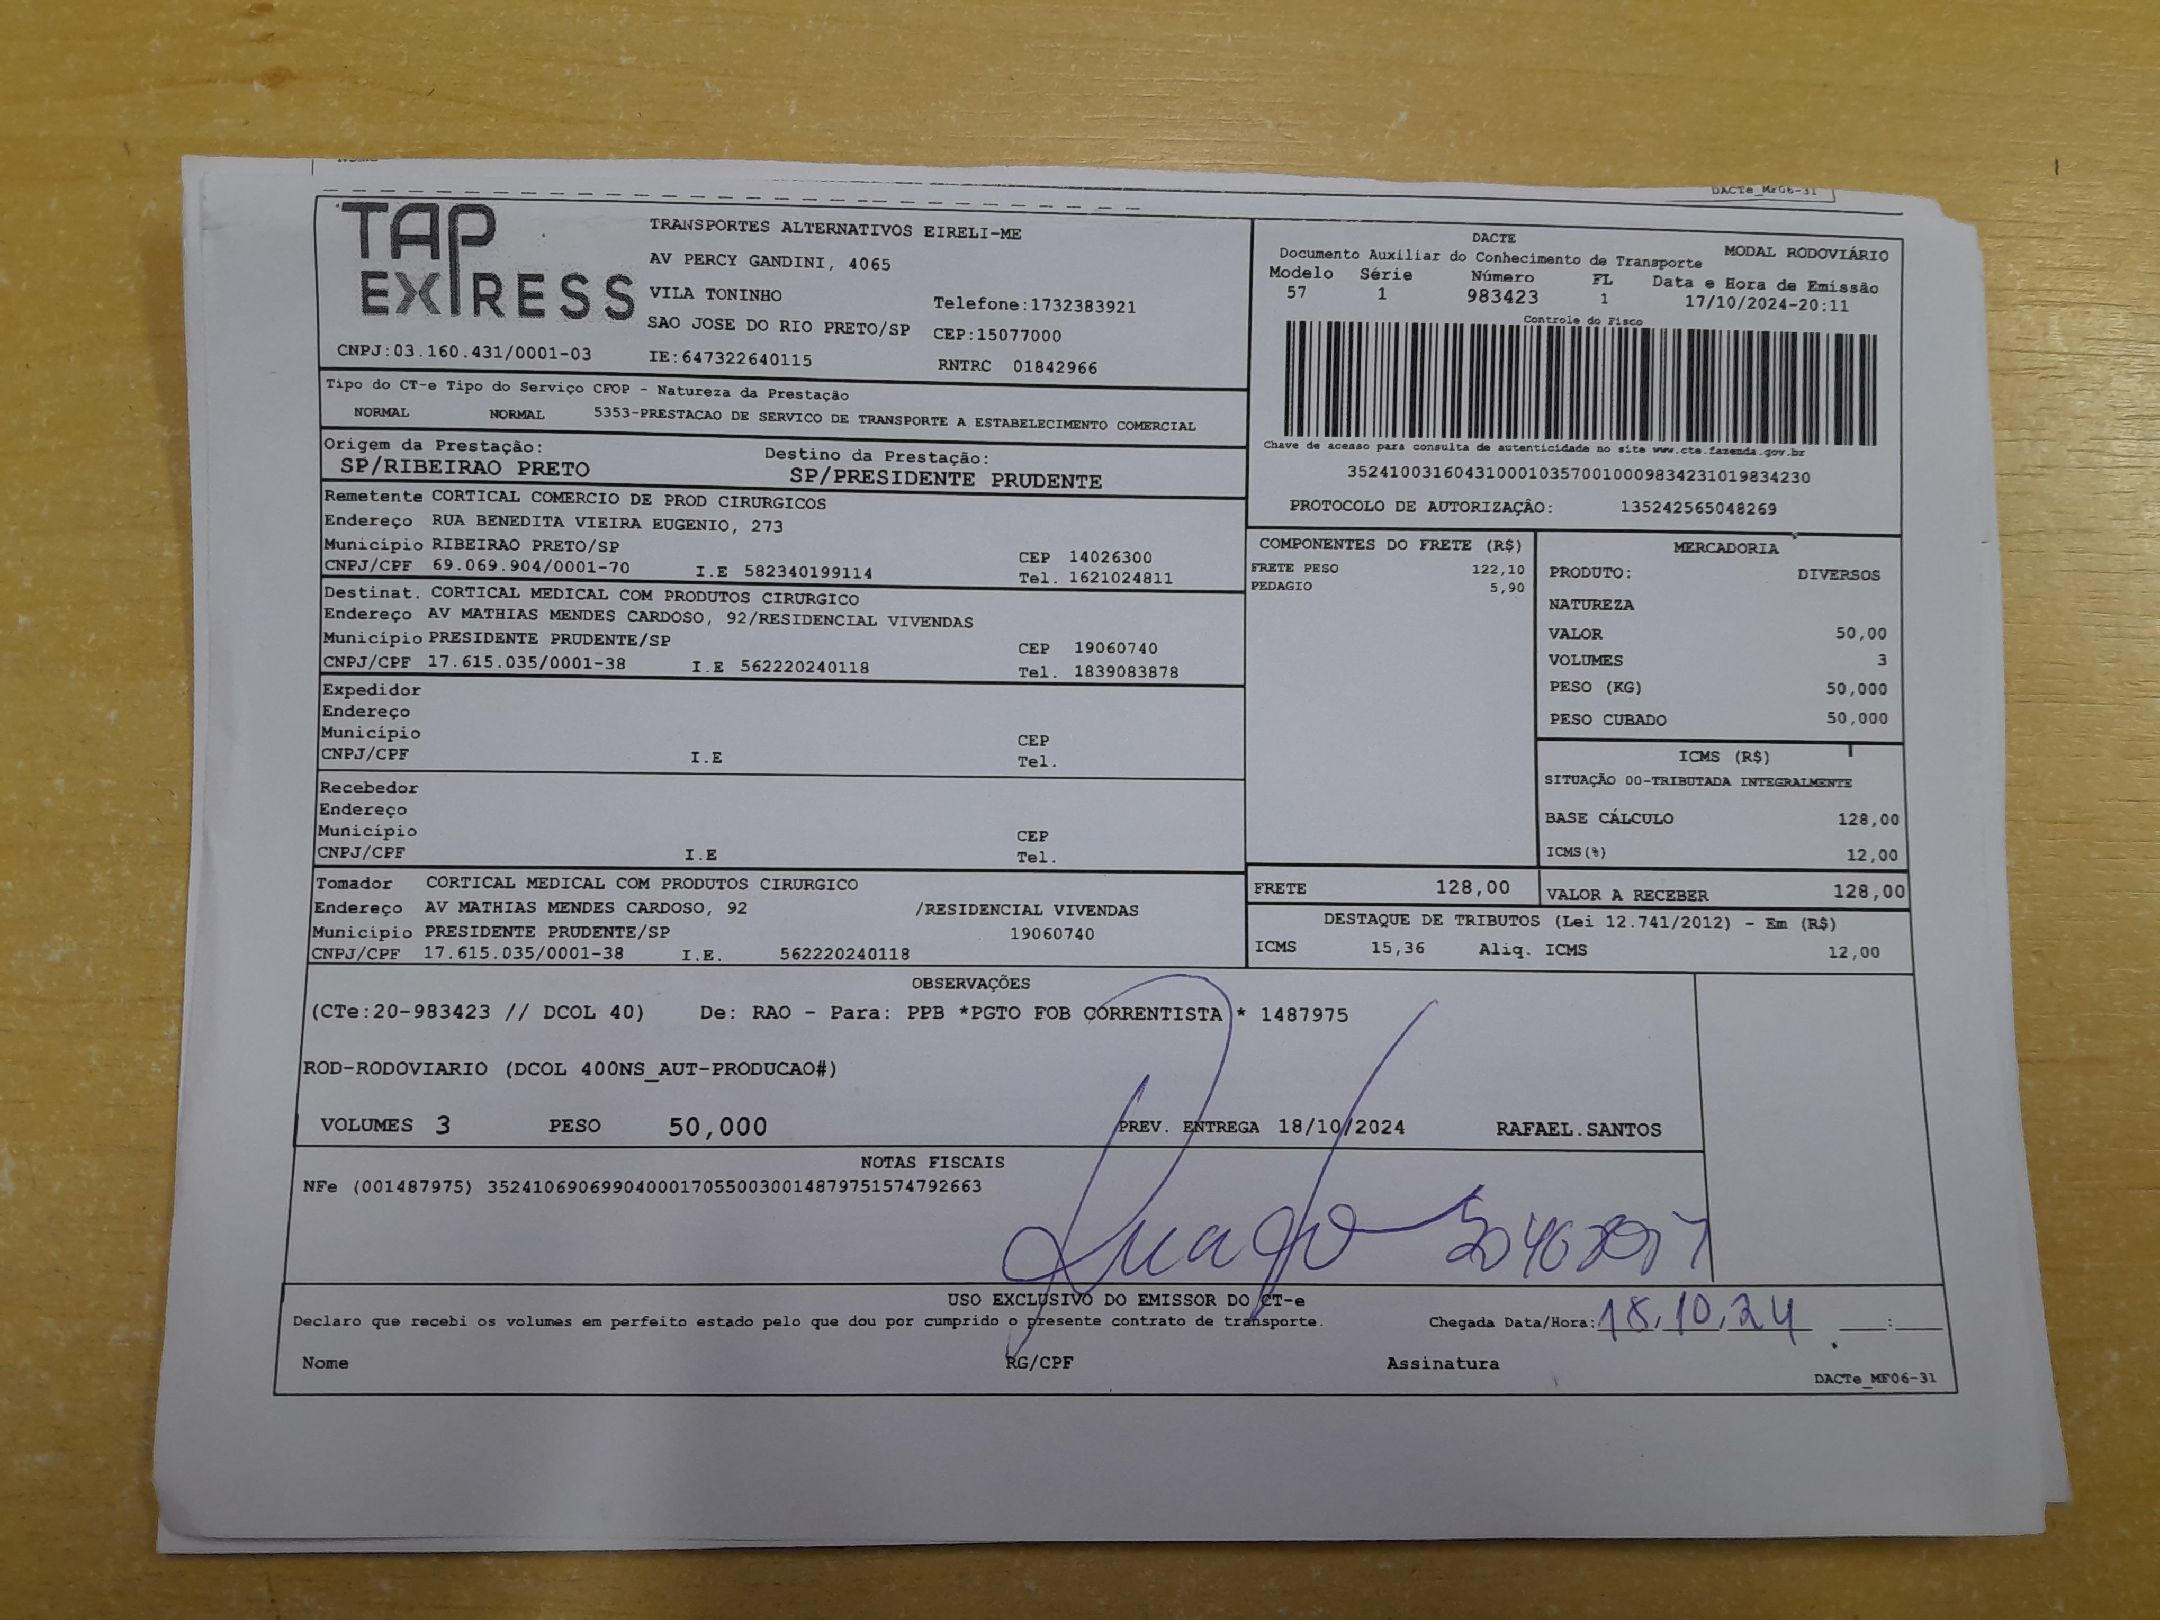 DACTe_MF06-31
TAP EXPRESS
TRANSPORTES ALTERNATIVOS EIRELI-ME
AV PERCY GANDINI, 4065
VILA TONINHO
Telefone:1732383921
SAO JOSE DO RIO PRETO/SP CEP:15077000
CNPJ:03.160.431/0001-03 IE:647322640115 RNTRC 01842966
DACTE
Documento Auxiliar do Conhecimento de Transporte MODAL RODOVIÁRIO
Modelo Série Número FL Data e Hora de Emissão
57 1 983423 1 17/10/2024-20:11
Controle do Fisco
Chave de acesso para consulta de autenticidade no site www.cte.fazenda.gov.br
35241003160431000103570010009834231019834230
PROTOCOLO DE AUTORIZAÇÃO: 135242565048269
Tipo do CT-e Tipo do Serviço CFOP - Natureza da Prestação
NORMAL NORMAL 5353-PRESTACAO DE SERVICO DE TRANSPORTE A ESTABELECIMENTO COMERCIAL
Origem da Prestação: Destino da Prestação:
SP/RIBEIRAO PRETO SP/PRESIDENTE PRUDENTE
Remetente CORTICAL COMERCIO DE PROD CIRURGICOS
Endereço RUA BENEDITA VIEIRA EUGENIO, 273
Município RIBEIRAO PRETO/SP CEP 14026300
CNPJ/CPF 69.069.904/0001-70 I.E 582340199114 Tel. 1621024811
Destinat. CORTICAL MEDICAL COM PRODUTOS CIRURGICO
Endereço AV MATHIAS MENDES CARDOSO, 92/RESIDENCIAL VIVENDAS
Município PRESIDENTE PRUDENTE/SP CEP 19060740
CNPJ/CPF 17.615.035/0001-38 I.E 562220240118 Tel. 1839083878
Expedidor
Endereço
Município CEP
CNPJ/CPF I.E Tel.
Recebedor
Endereço
Município CEP
CNPJ/CPF I.E Tel.
Tomador CORTICAL MEDICAL COM PRODUTOS CIRURGICO
Endereço AV MATHIAS MENDES CARDOSO, 92 /RESIDENCIAL VIVENDAS
Município PRESIDENTE PRUDENTE/SP 19060740
CNPJ/CPF 17.615.035/0001-38 I.E. 562220240118
COMPONENTES DO FRETE (R$)
FRETE PESO 122,10
PEDAGIO 5,90
MERCADORIA
PRODUTO: DIVERSOS
NATUREZA
VALOR 50,00
VOLUMES 3
PESO (KG) 50,000
PESO CUBADO 50,000
ICMS (R$)
SITUAÇÃO 00-TRIBUTADA INTEGRALMENTE
BASE CÁLCULO 128,00
ICMS(%) 12,00
FRETE 128,00 VALOR A RECEBER 128,00
DESTAQUE DE TRIBUTOS (Lei 12.741/2012) - Em (R$)
ICMS 15,36 Aliq. ICMS 12,00
OBSERVAÇÕES
(CTe:20-983423 // DCOL 40) De: RAO - Para: PPB *PGTO FOB CORRENTISTA * 1487975
ROD-RODOVIARIO (DCOL 400NS_AUT-PRODUCAO#)
VOLUMES 3 PESO 50,000 PREV. ENTREGA 18/10/2024 RAFAEL.SANTOS
NOTAS FISCAIS
NFe (001487975) 35241069069904000170550030014879751574792663
USO EXCLUSIVO DO EMISSOR DO CT-e
Declaro que recebi os volumes em perfeito estado pelo que dou por cumprido o presente contrato de transporte. Chegada Data/Hora: 18.10.24 __:__
Nome RG/CPF Assinatura
DACTe_MF06-31